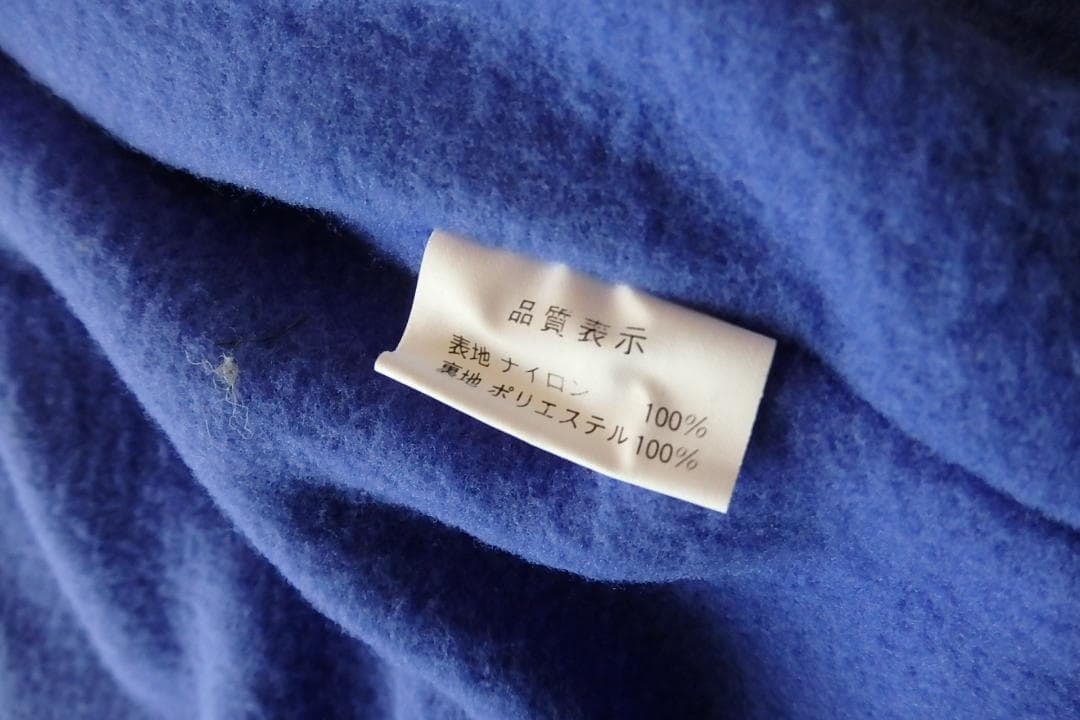 品質表示
表地 ナイロン 100%
裏地 ポリエステル 100%